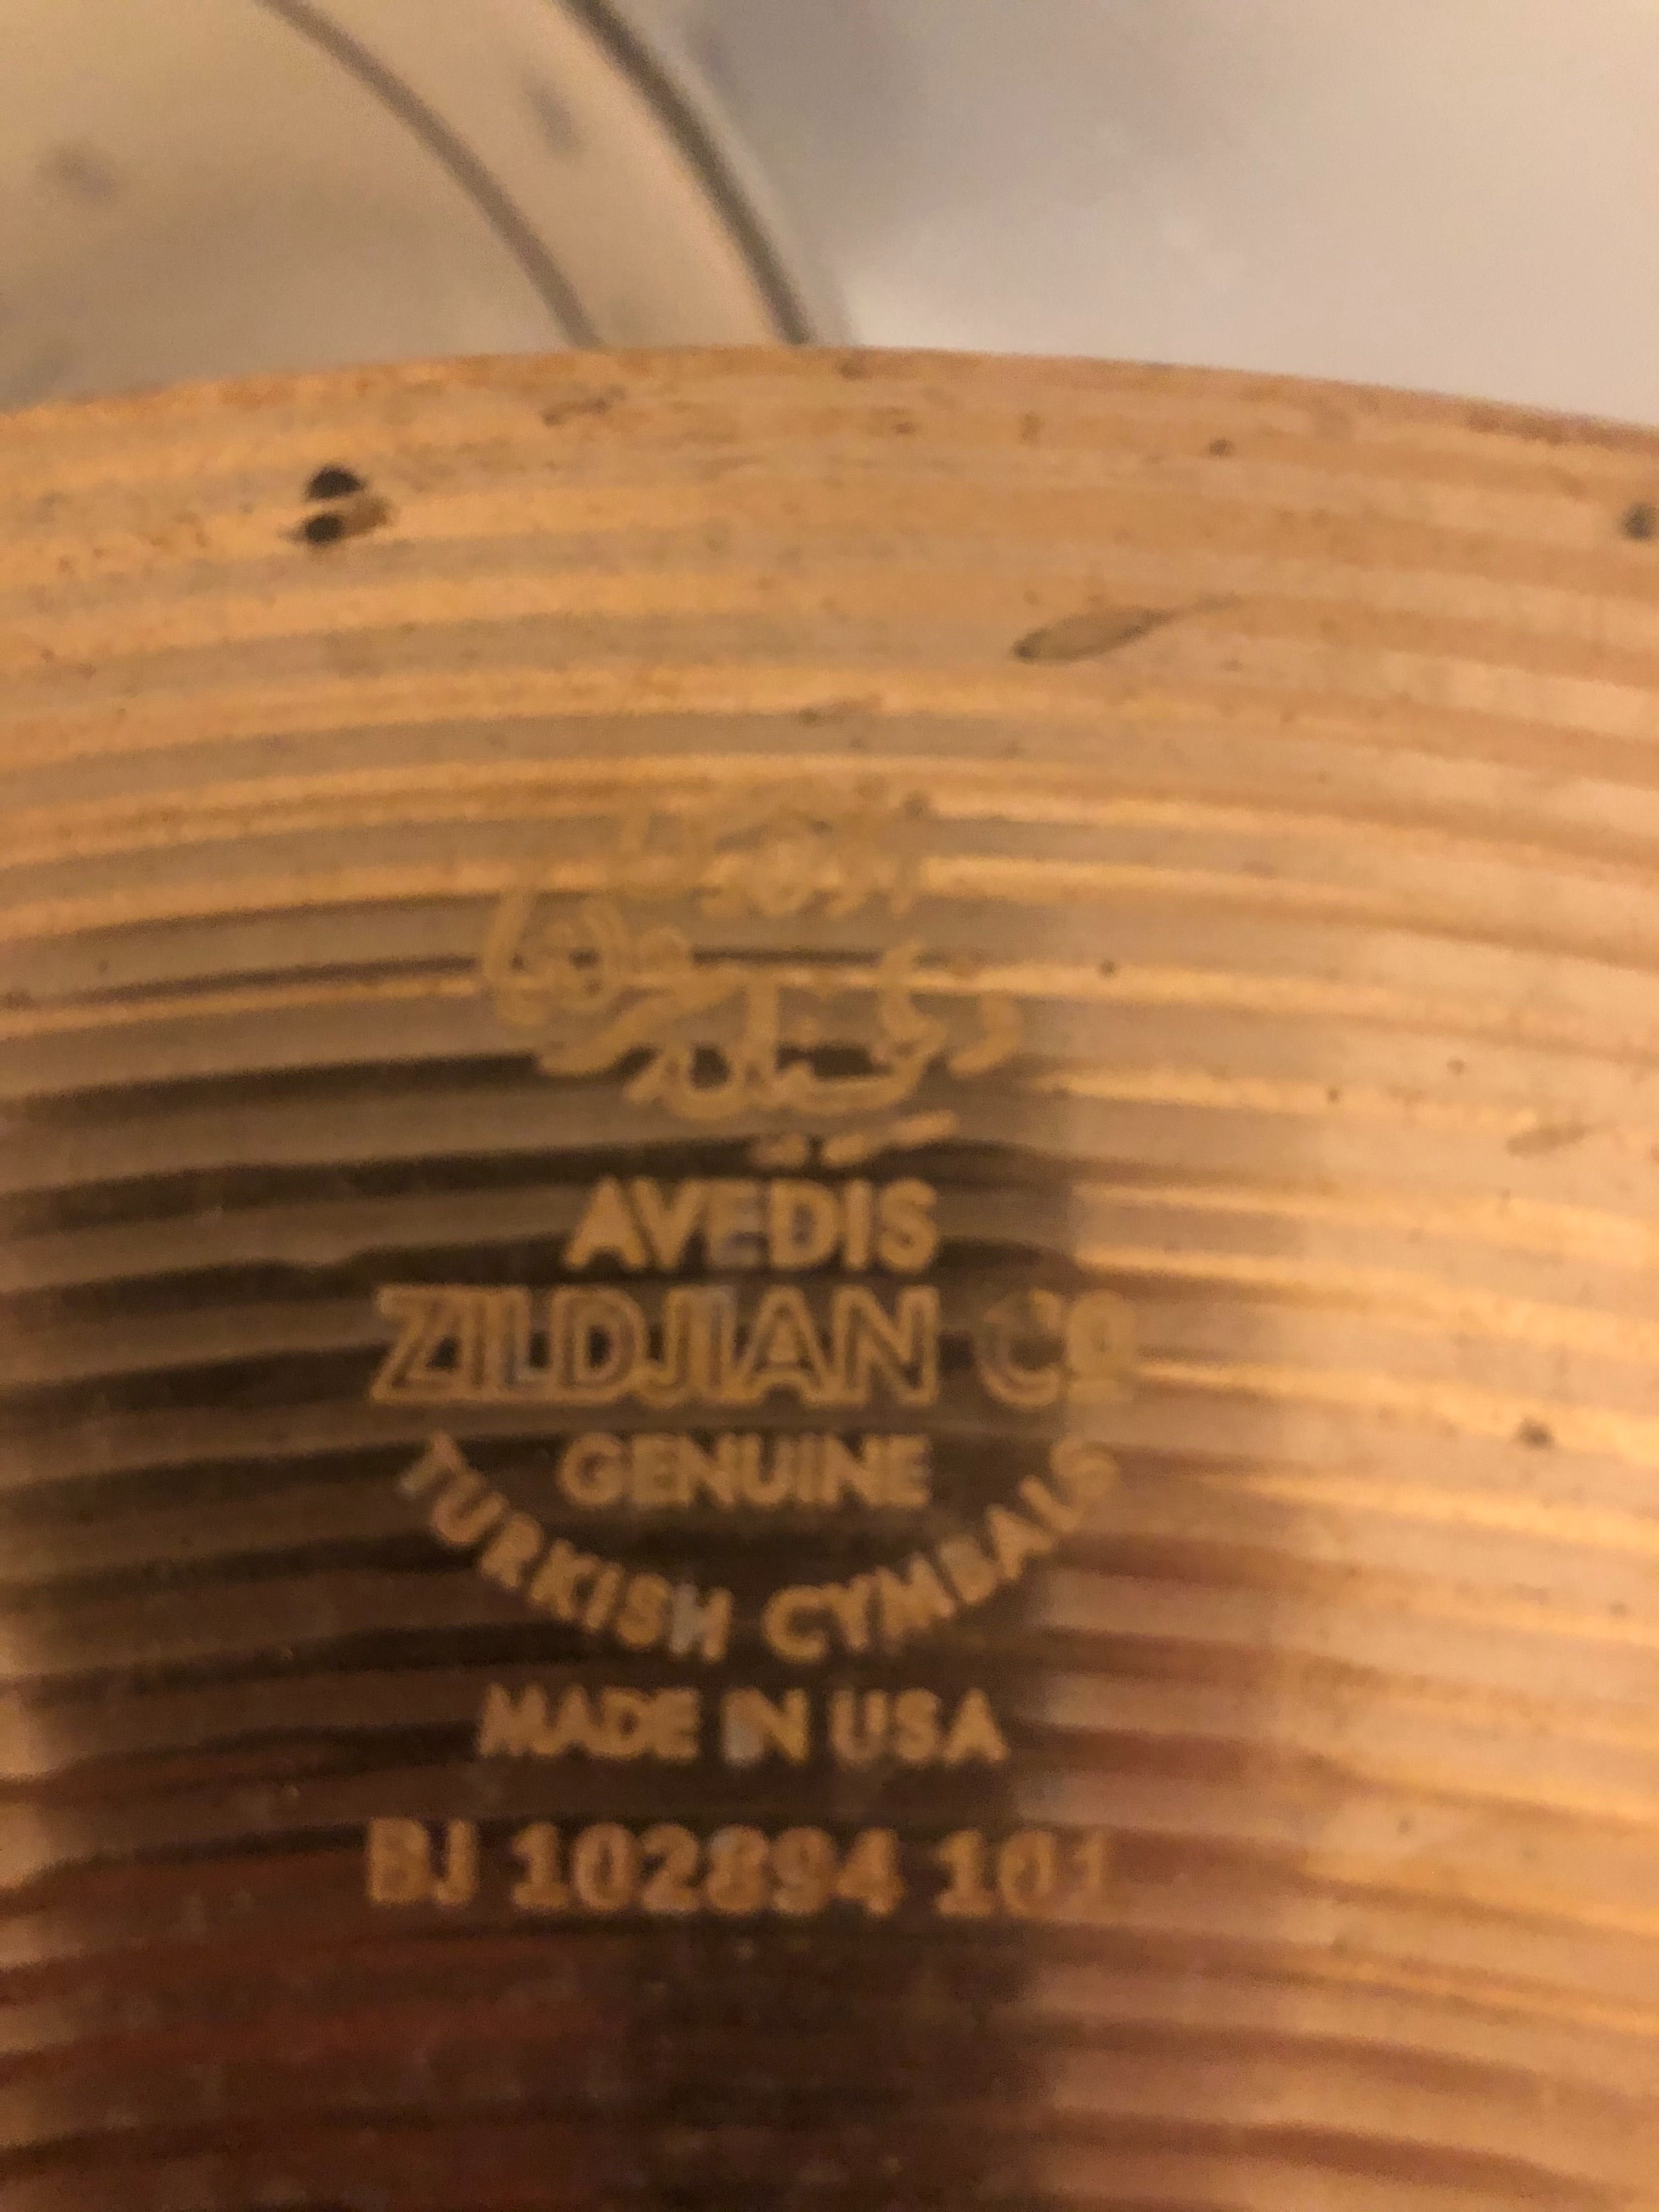 AVEDIS
ZILDJIAN Co
GENUINE
TURKISH CYMBALS
MADE IN USA
BJ 102894 101